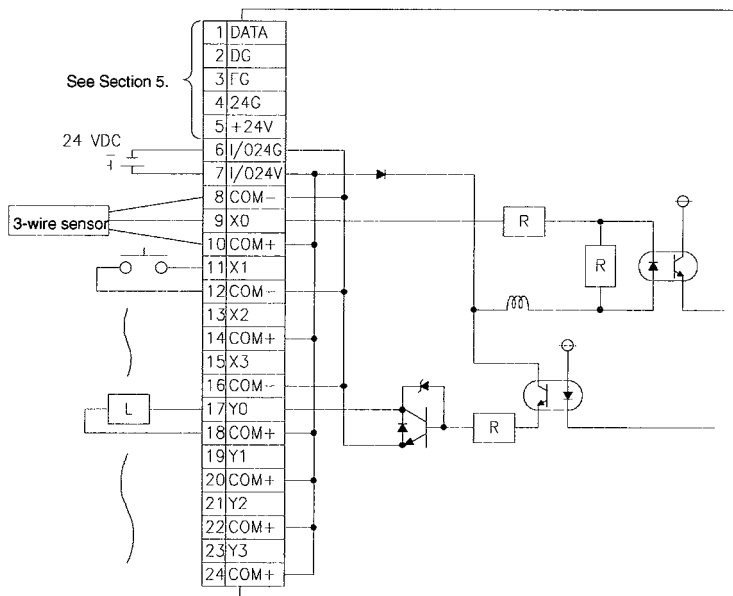 See Section 5.
24 VDC
3-wire sensor
L
1 DATA
2 DG
3 FG
4 24G
5 +24V
6 I/O24G
7 I/O24V
8 COM-
9 X0
10 COM+
11 X1
12 COM-
13 X2
14 COM+
15 X3
16 COM-
17 Y0
18 COM+
19 Y1
20 COM+
21 Y2
22 COM+
23 Y3
24 COM+
R
R
R